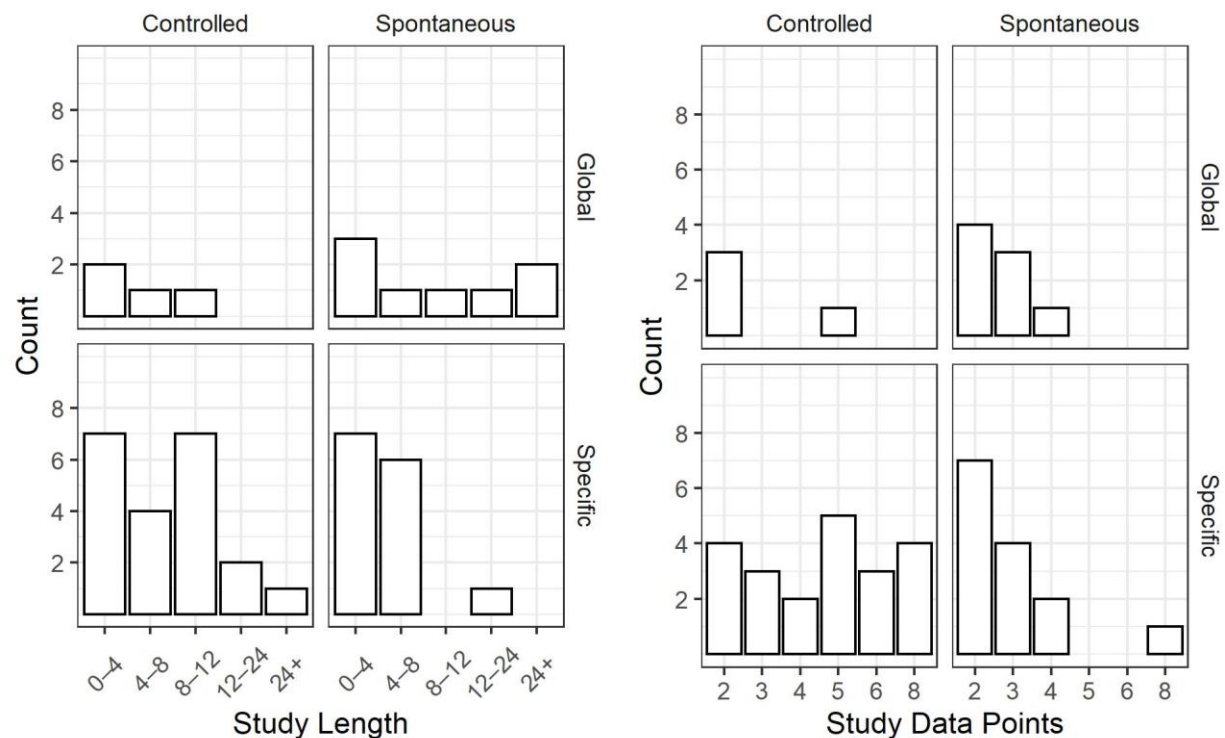 Controlled Spontaneous
8
6
4
2
Global
8
6
4
2
Specific
Count
0–4 4–8 8–12 12–24 24+ 0–4 4–8 8–12 12–24 24+
Study Length
Controlled Spontaneous
8
6
4
2
Global
8
6
4
2
Specific
Count
2 3 4 5 6 8 2 3 4 5 6 8
Study Data Points